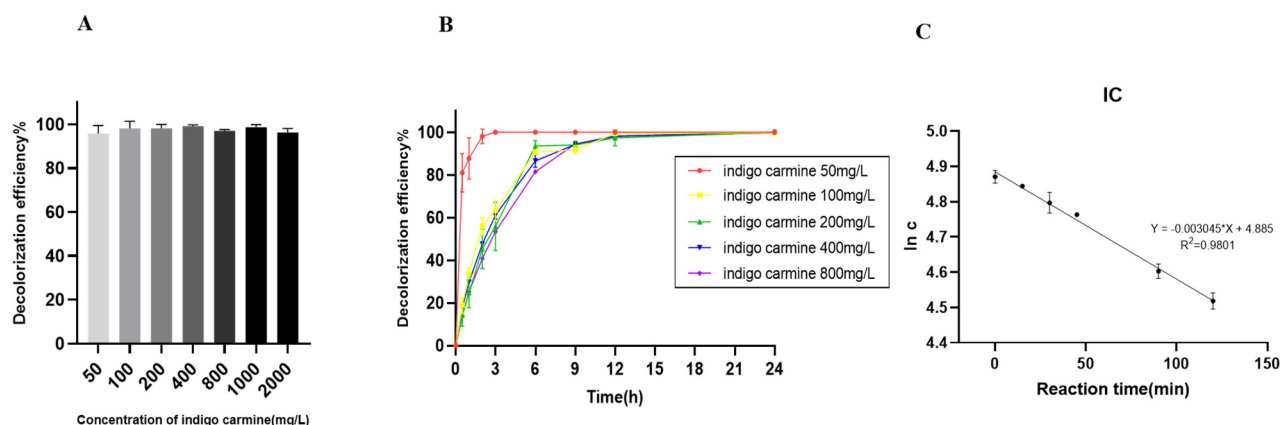 A
Decolorization efficiency%
100
80
60
40
20
0
50
100
200
400
800
1000
2000
Concentration of indigo carmine(mg/L)
B
Decolorization efficiency%
100
80
60
40
20
0
0
3
6
9
12
15
18
21
24
Time(h)
indigo carmine 50mg/L
indigo carmine 100mg/L
indigo carmine 200mg/L
indigo carmine 400mg/L
indigo carmine 800mg/L
C
IC
ln c
5.0
4.9
4.8
4.7
4.6
4.5
4.4
Y = -0.003045*X + 4.885
R²=0.9801
0
50
100
150
Reaction time(min)